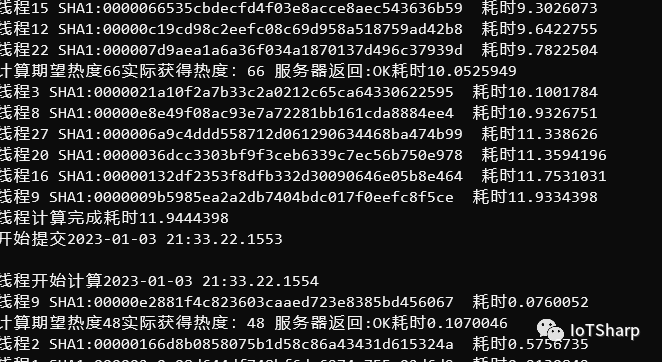 线程15 SHA1:0000066535cbdecfd4f03e8acce8aec543636b59 耗时9.3026073
线程12 SHA1:00000c19cd98c2eefc08c69d958a518759ad42b8 耗时9.6422755
线程22 SHA1:000007d9aea1a6a36f034a1870137d496c37939d 耗时9.7822504
计算期望热度66实际获得热度: 66 服务器返回:OK耗时10.0525949
线程3 SHA1:0000021a10f2a7b33c2a0212c65ca64330622595 耗时10.1001784
线程8 SHA1:00000e8e49f08ac93e7a72281bb161cda8884ee4 耗时10.9326751
线程27 SHA1:000006a9c4ddd558712d061290634468ba474b99 耗时11.338626
线程20 SHA1:0000036dcc3303bf9f3ceb6339c7ec56b750e978 耗时11.3594196
线程16 SHA1:00000132df2353f8dfb332d30090646e05b8e464 耗时11.7531031
线程9 SHA1:0000009b5985ea2a2db7404bdc017f0eefc8f5ce 耗时11.9334398
线程计算完成耗时11.9444398
开始提交2023-01-03 21:33.22.1553
线程开始计算2023-01-03 21:33.22.1554
线程9 SHA1:00000e2881f4c823603caaed723e8385bd456067 耗时0.0760052
计算期望热度48实际获得热度: 48 服务器返回:OK耗时0.1070046
线程2 SHA1:00000166d8b0858075b1d58c86a43431d615324a 耗时0.5756735
IoTSharp